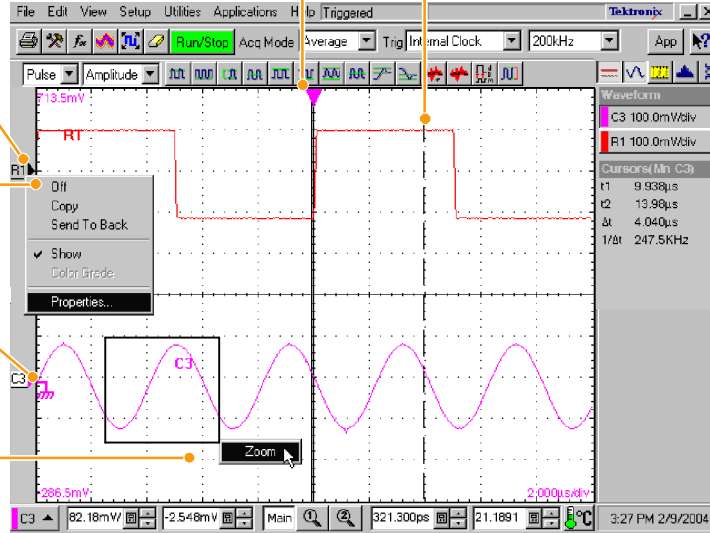 File Edit View Setup Utilities Applications Help Triggered Tektronix
Run/Stop Acq Mode Average Trig Internal Clock 200kHz App
Pulse Amplitude
713.5mV
R1
R1
Off
Copy
Send To Back
Show
Color Grade
Properties...
C3
C3
Zoom
-286.5mV
2.000µs/div
Waveform
C3 100.0mV/div
R1 100.0mV/div
Cursors(Mn C3)
t1 9.938µs
t2 13.98µs
Δt 4.040µs
1/Δt 247.5KHz
C3 82.18mV/ -2.548mV Main 1 2 321.300ps 21.1891 °C 3:27 PM 2/9/2004